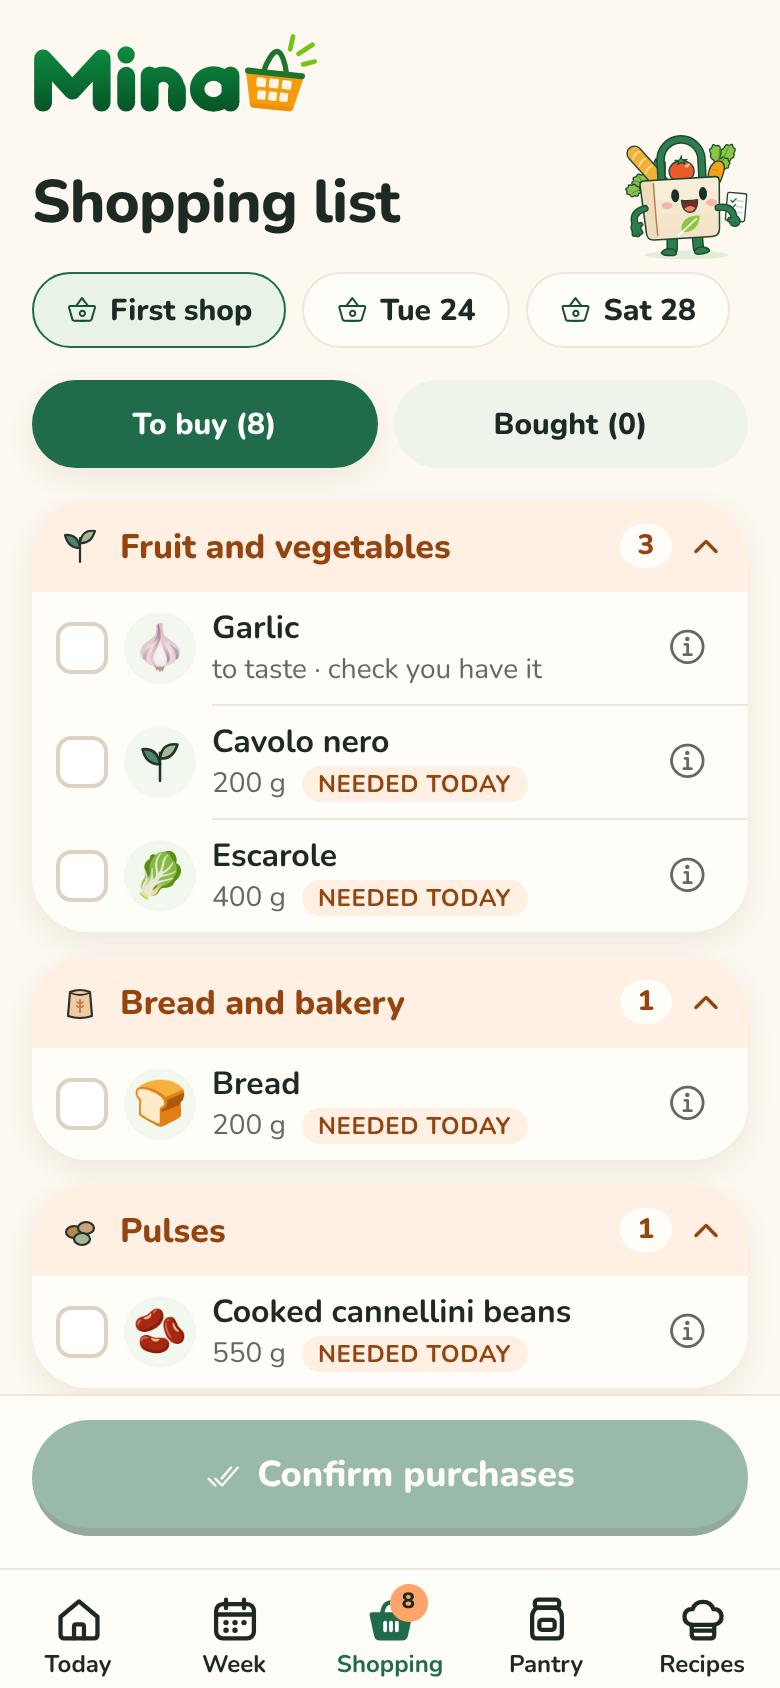 Mina
Shopping list
First shop
Tue 24
Sat 28
To buy (8)
Bought (0)
Fruit and vegetables
3
Garlic
to taste · check you have it
Cavolo nero
200 g NEEDED TODAY
Escarole
400 g NEEDED TODAY
Bread and bakery
1
Bread
200 g NEEDED TODAY
Pulses
1
Cooked cannellini beans
550 g NEEDED TODAY
Confirm purchases
8
Today
Week
Shopping
Pantry
Recipes